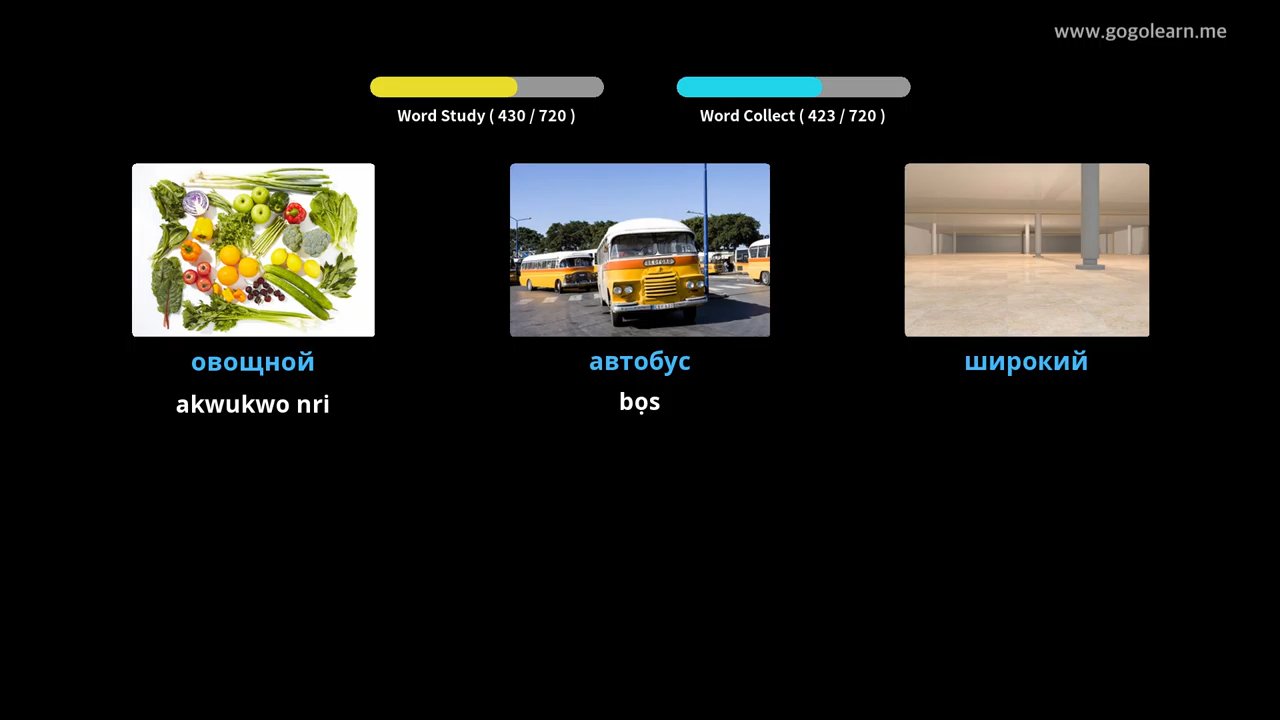 www.gogolearn.me
Word Study ( 430 / 720 )
Word Collect ( 423 / 720 )
овощной
автобус
широкий
akwukwo nri
bọs